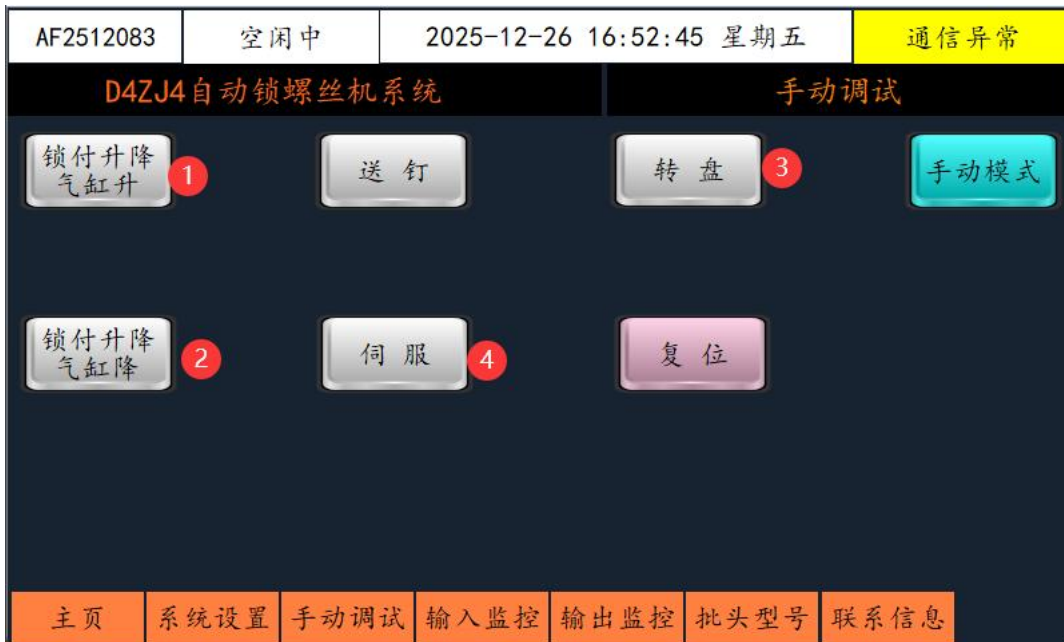 AF2512083 空闲中 2025-12-26 16:52:45 星期五 通信异常
D4ZJ4自动锁螺丝机系统 手动调试
锁付升降
气缸升 1 送 钉 转 盘 3 手动模式
锁付升降
气缸降 2 伺 服 4 复 位
主页 系统设置 手动调试 输入监控 输出监控 批头型号 联系信息